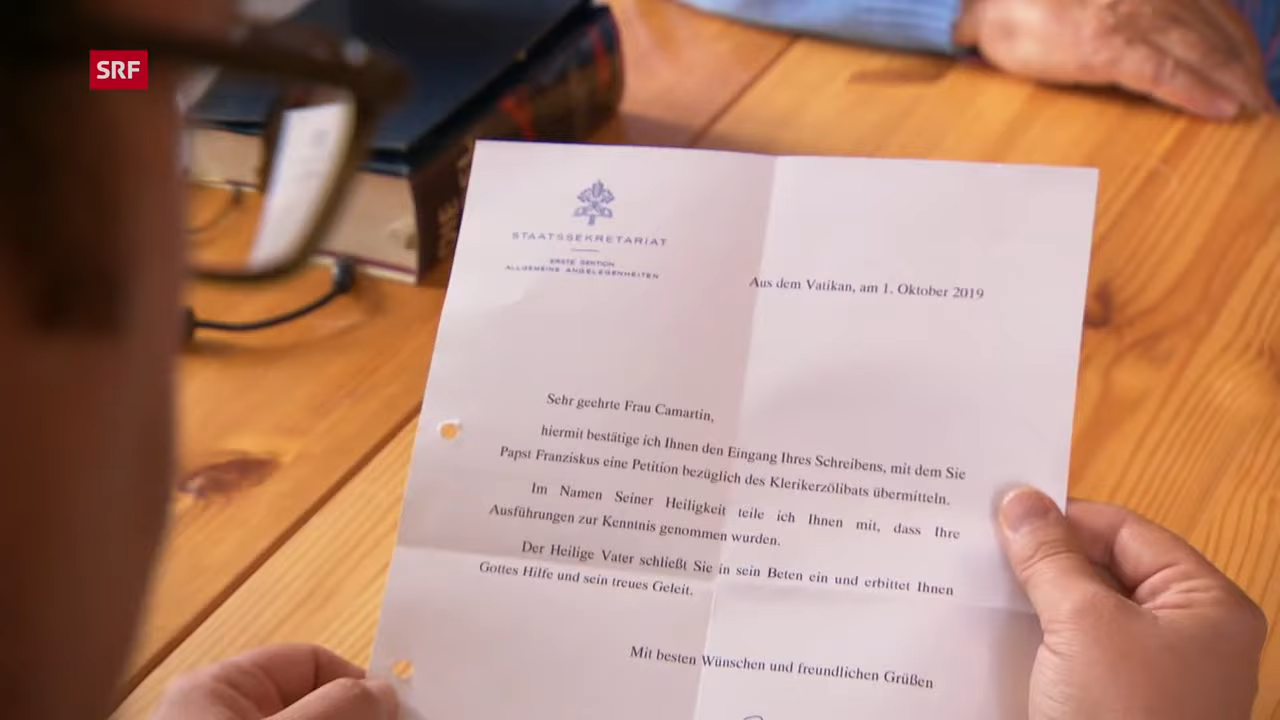 SRF
STAATSSEKRETARIAT
ERSTE SEKTION
ALLGEMEINE ANGELEGENHEITEN
Aus dem Vatikan, am 1. Oktober 2019
Sehr geehrte Frau Camartin,
hiermit bestätige ich Ihnen den Eingang Ihres Schreibens, mit dem Sie
Papst Franziskus eine Petition bezüglich des Klerikerzölibats übermitteln.
Im Namen Seiner Heiligkeit teile ich Ihnen mit, dass Ihre
Ausführungen zur Kenntnis genommen wurden.
Der Heilige Vater schließt Sie in sein Beten ein und erbittet Ihnen
Gottes Hilfe und sein treues Geleit.
Mit besten Wünschen und freundlichen Grüßen